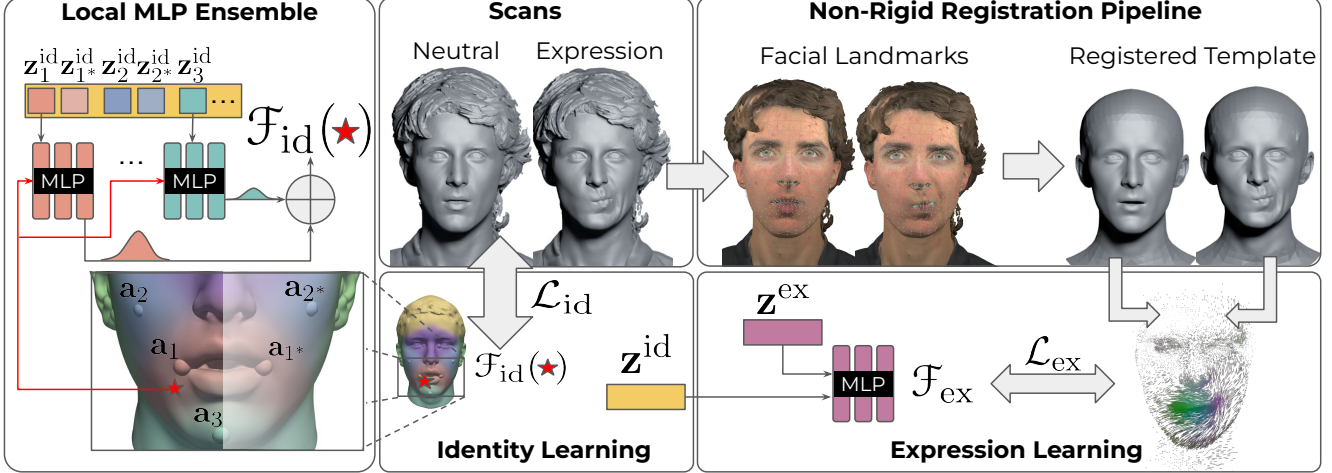 Local MLP Ensemble
z₁ⁱᵈ z₁*ⁱᵈ z₂ⁱᵈ z₂*ⁱᵈ z₃ⁱᵈ
...
ℱid(★)
...
MLP
MLP
a₂
a₂*
a₁
a₁*
a₃
Scans
Neutral
Expression
Non-Rigid Registration Pipeline
Facial Landmarks
Registered Template
ℒid
ℱid(★)
zⁱᵈ
Identity Learning
zᵉˣ
MLP
ℱex
ℒex
Expression Learning